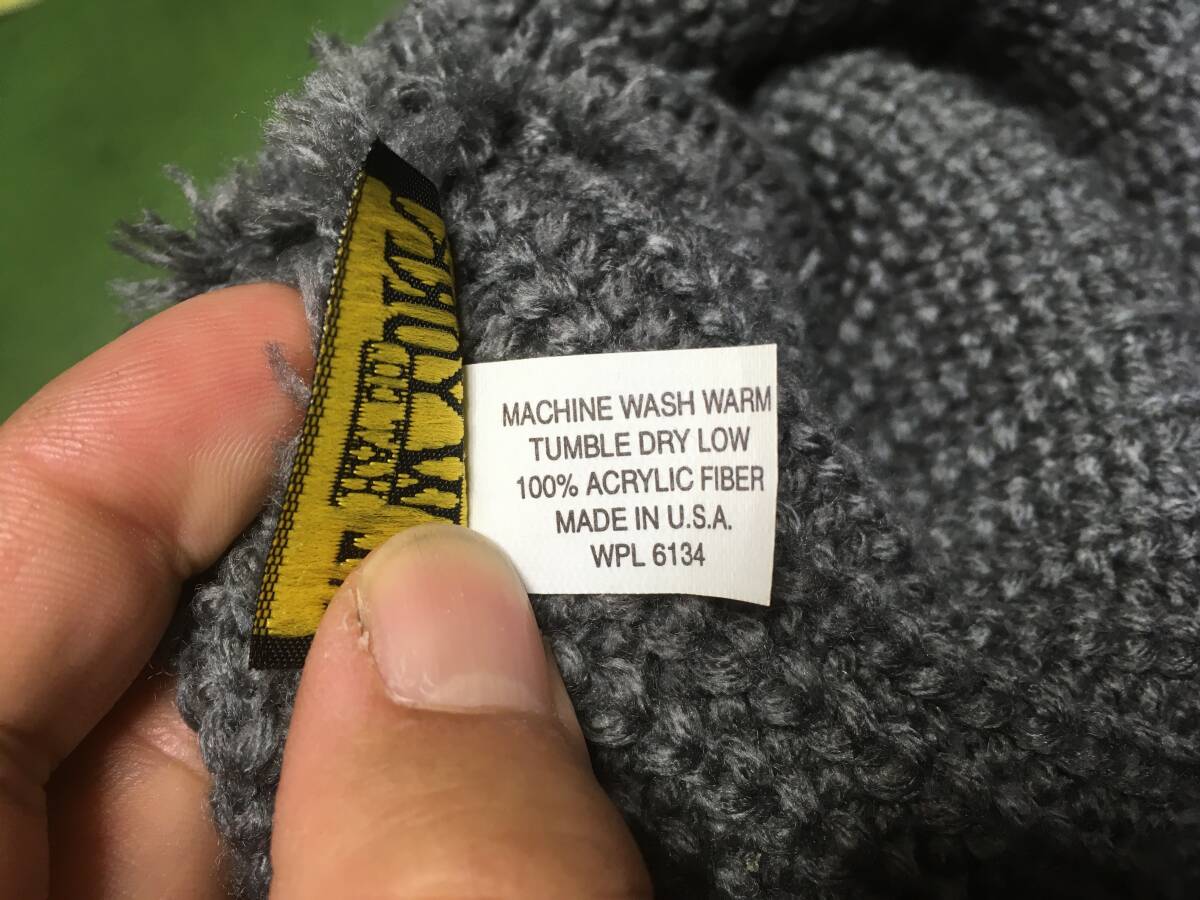 MACHINE WASH WARM
TUMBLE DRY LOW
100% ACRYLIC FIBER
MADE IN U.S.A.
WPL 6134